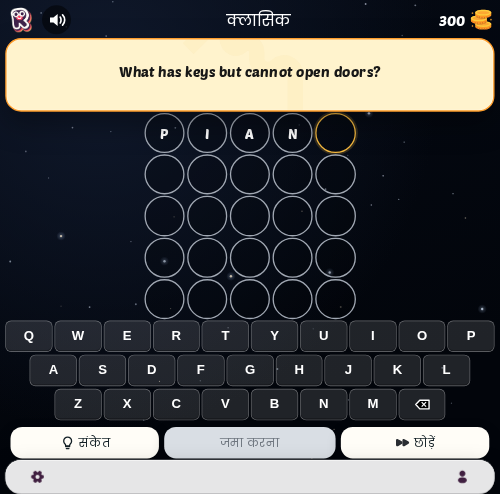 क्लासिक
300
What has keys but cannot open doors?
P I A N
Q W E R T Y U I O P
A S D F G H J K L
Z X C V B N M
संकेत जमा करना छोड़ें